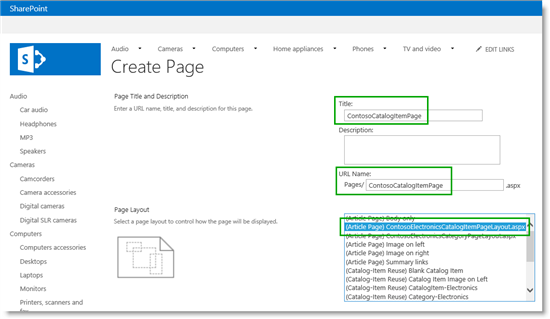 SharePoint
Audio Cameras Computers Home appliances Phones TV and video EDIT LINKS
Create Page
Audio
Car audio
Headphones
MP3
Speakers
Cameras
Camcorders
Camera accessories
Digital cameras
Digital SLR cameras
Computers
Computers accessories
Desktops
Laptops
Monitors
Printers, scanners and
Page Title and Description
Enter a URL name, title, and description for this page.
Title:
ContosoCatalogItemPage
Description:
URL Name:
Pages/ ContosoCatalogItemPage .aspx
Page Layout
Select a page layout to control how the page will be displayed.
(Article Page) Body only
(Article Page) ContosoElectronicsCatalogItemPageLayout.aspx
(Article Page) ContosoElectronicsCategoryPageLayout.aspx
(Article Page) Image on left
(Article Page) Image on right
(Article Page) Summary links
(Catalog-Item Reuse) Blank Catalog Item
(Catalog-Item Reuse) Catalog Item Image on Left
(Catalog-Item Reuse) CatalogItem-Electronics
(Catalog-Item Reuse) Category-Electronics